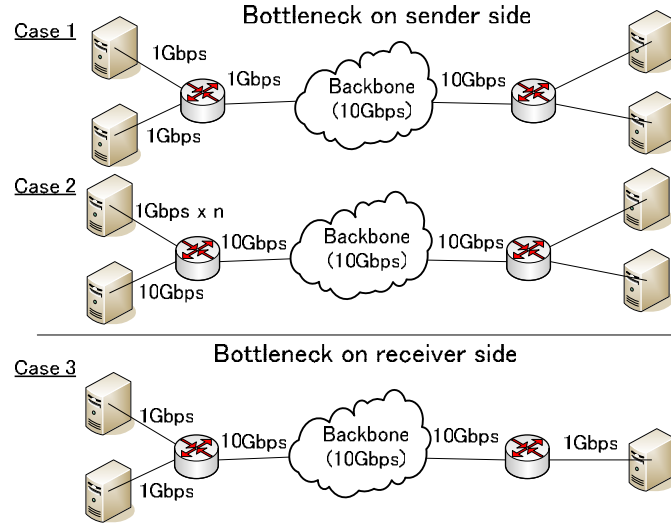 Bottleneck on sender side
Case 1
1Gbps
1Gbps
Backbone
(10Gbps)
10Gbps
1Gbps
Case 2
1Gbps x n
10Gbps
Backbone
(10Gbps)
10Gbps
10Gbps
Bottleneck on receiver side
Case 3
1Gbps
10Gbps
Backbone
(10Gbps)
10Gbps
1Gbps
1Gbps